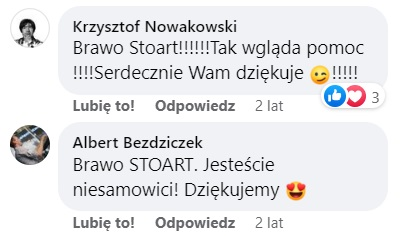 Krzysztof Nowakowski
Brawo Stoart!!!!!!Tak wgląda pomoc
!!!!Serdecznie Wam dziękuje 😉!!!!!
Lubię to! Odpowiedz 2 lat 3
Albert Bezdziczek
Brawo STOART. Jesteście
niesamowici! Dziękujemy 😍
Lubię to! Odpowiedz 2 lat